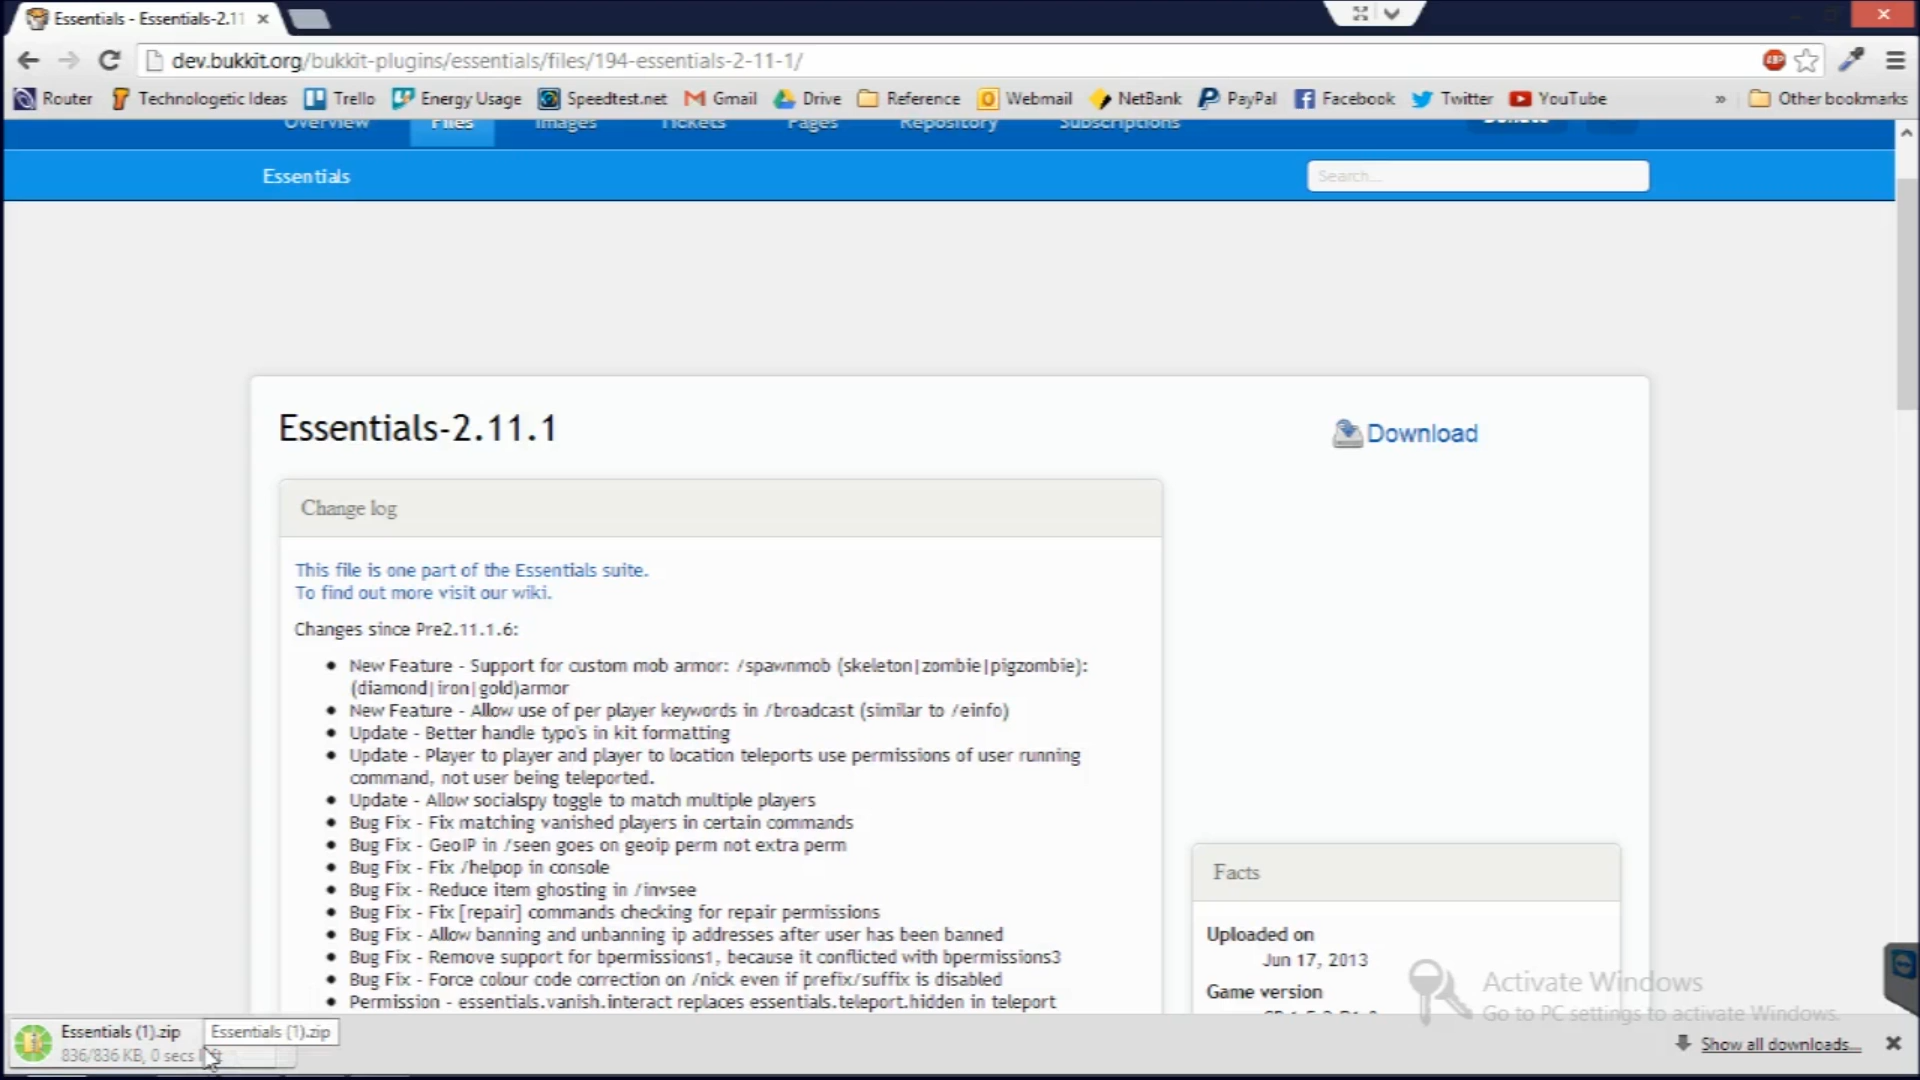 Essentials - Essentials-2.11
dev.bukkit.org/bukkit-plugins/essentials/files/194-essentials-2-11-1/
ABP
Router Technologetic Ideas Trello Energy Usage Speedtest.net Gmail Drive Reference Webmail NetBank PayPal Facebook Twitter YouTube » Other bookmarks
Overview Files Images Tickets Pages Repository Subscriptions Donate
Essentials
Search...
Essentials-2.11.1
Download
Change log
This file is one part of the Essentials suite.
To find out more visit our wiki.
Changes since Pre2.11.1.6:
• New Feature - Support for custom mob armor: /spawnmob (skeleton|zombie|pigzombie):
(diamond|iron|gold)armor
• New Feature - Allow use of per player keywords in /broadcast (similar to /einfo)
• Update - Better handle typo's in kit formatting
• Update - Player to player and player to location teleports use permissions of user running
command, not user being teleported.
• Update - Allow socialspy toggle to match multiple players
• Bug Fix - Fix matching vanished players in certain commands
• Bug Fix - GeoIP in /seen goes on geoip perm not extra perm
• Bug Fix - Fix /helpop in console
• Bug Fix - Reduce item ghosting in /invsee
• Bug Fix - Fix [repair] commands checking for repair permissions
• Bug Fix - Allow banning and unbanning ip addresses after user has been banned
• Bug Fix - Remove support for bpermissions1, because it conflicted with bpermissions3
• Bug Fix - Force colour code correction on /nick even if prefix/suffix is disabled
• Permission - essentials.vanish.interact replaces essentials.teleport.hidden in teleport
Facts
Uploaded on
Jun 17, 2013
Game version
Activate Windows
Go to PC settings to activate Windows.
Essentials (1).zip
836/836 KB, 0 secs
Essentials (1).zip
Show all downloads...